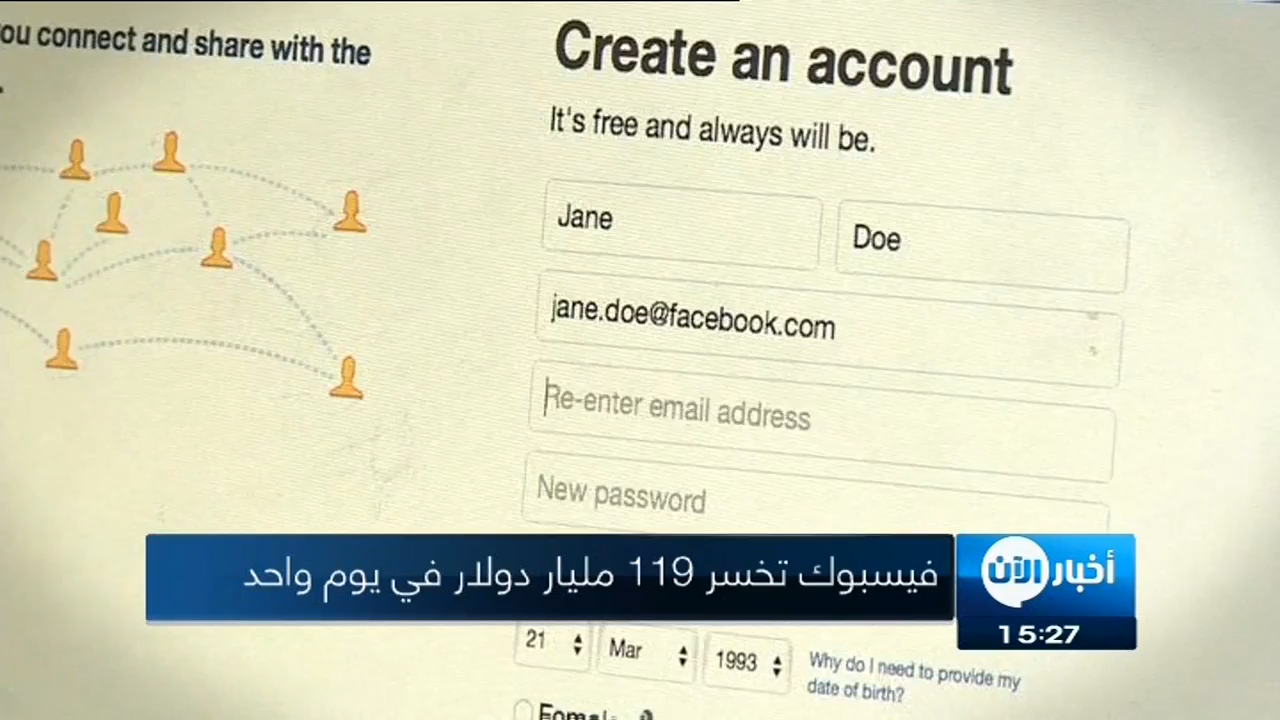 ou connect and share with the
.
Create an account
It's free and always will be.
Jane
Doe
jane.doe@facebook.com
Re-enter email address
New password
فيسبوك تخسر 119 مليار دولار في يوم واحد
أخبار الآن
15:27
21
Mar
1993
Why do I need to provide my
date of birth?